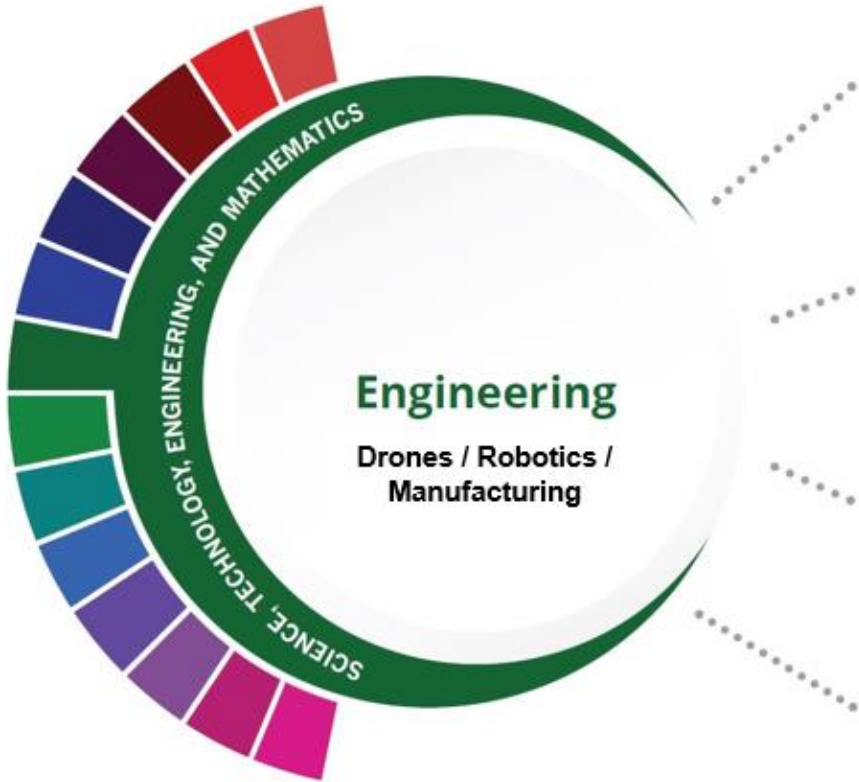 SCIENCE, TECHNOLOGY, ENGINEERING, AND MATHEMATICS
Engineering
Drones / Robotics /
Manufacturing